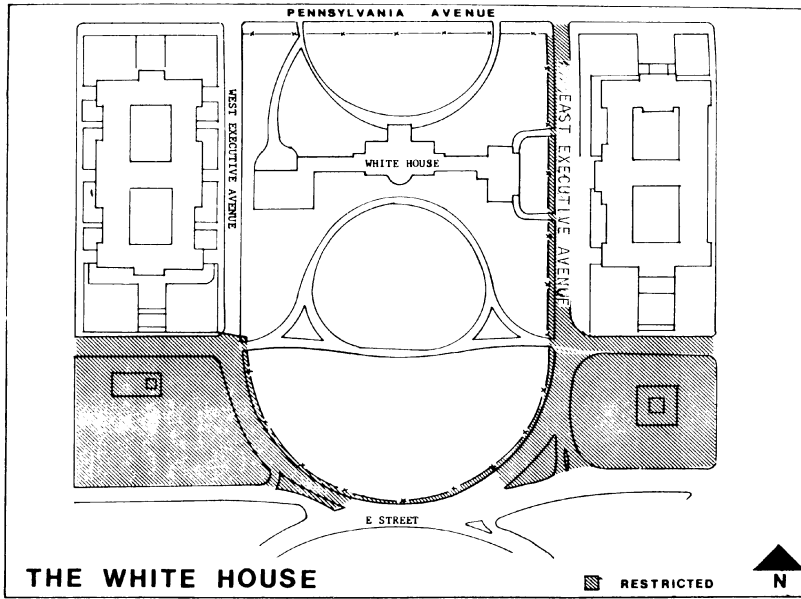 PENNSYLVANIA AVENUE
WEST EXECUTIVE AVENUE
WHITE HOUSE
EAST EXECUTIVE AVENUE
E STREET
THE WHITE HOUSE
RESTRICTED
N